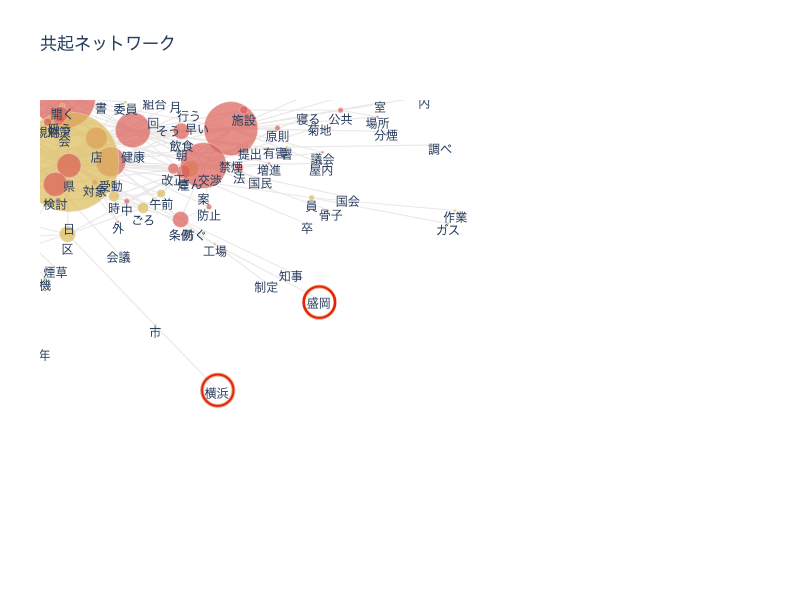 共起ネットワーク
書
委員
組合
月
行う
開く
回
そう
早い
施設
寝る
公共
室
内
場所
分煙
菊地
原則
会
飲食
朝
店
健康
提出
有害
議会
調べ
禁煙
増進
屋内
改正
交渉
法
国民
県
対象
受動
検討
案
時
中
午前
員
国会
ごろ
防止
骨子
作業
外
日
卒
ガス
条例
防ぐ
区
会議
工場
煙草
知事
機
制定
盛岡
市
年
横浜